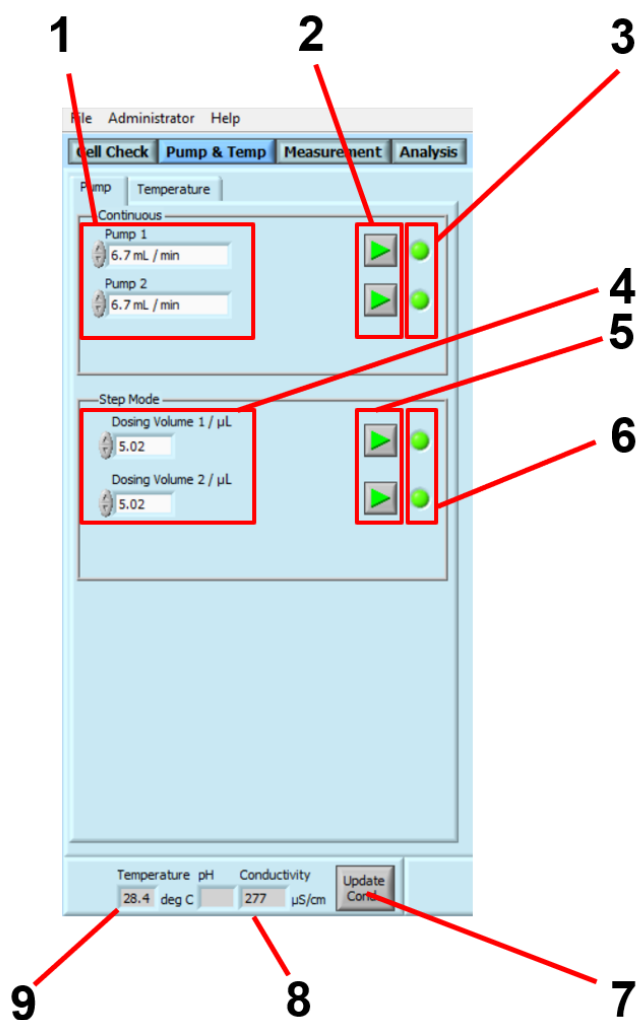 1 2 3
File Administrator Help
Cell Check Pump & Temp Measurement Analysis
Pump Temperature
Continuous
Pump 1
6.7 mL / min
Pump 2
6.7 mL / min
4
5
Step Mode
Dosing Volume 1 / µL
5.02
6
Dosing Volume 2 / µL
5.02
Temperature pH Conductivity
28.4 deg C 277 µS/cm
Update
Cond.
9 8 7